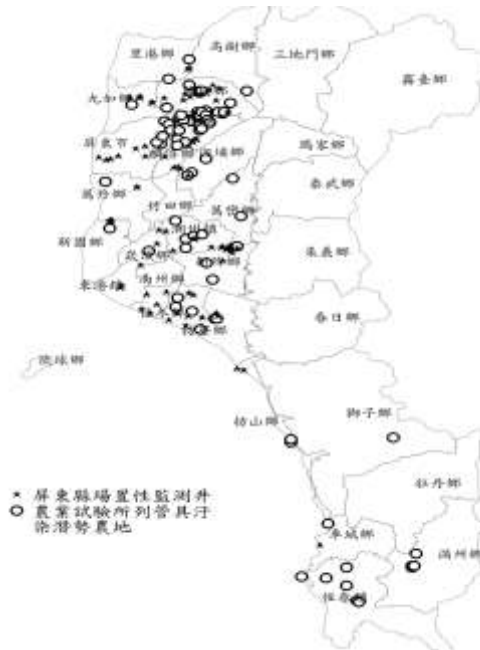 里港鄉
高樹鄉
三地門鄉
霧臺鄉
九如鄉
屏東市
瑪家鄉
泰武鄉
萬丹鄉
竹田鄉
萬巒鄉
新園鄉
來義鄉
東港鎮
滿州鄉
春日鄉
琉球鄉
枋山鄉
獅子鄉
牡丹鄉
屏東縣場置性監測井
農業試驗所列管具汙
染潛勢農地
車城鄉
滿州鄉
恆春鎮